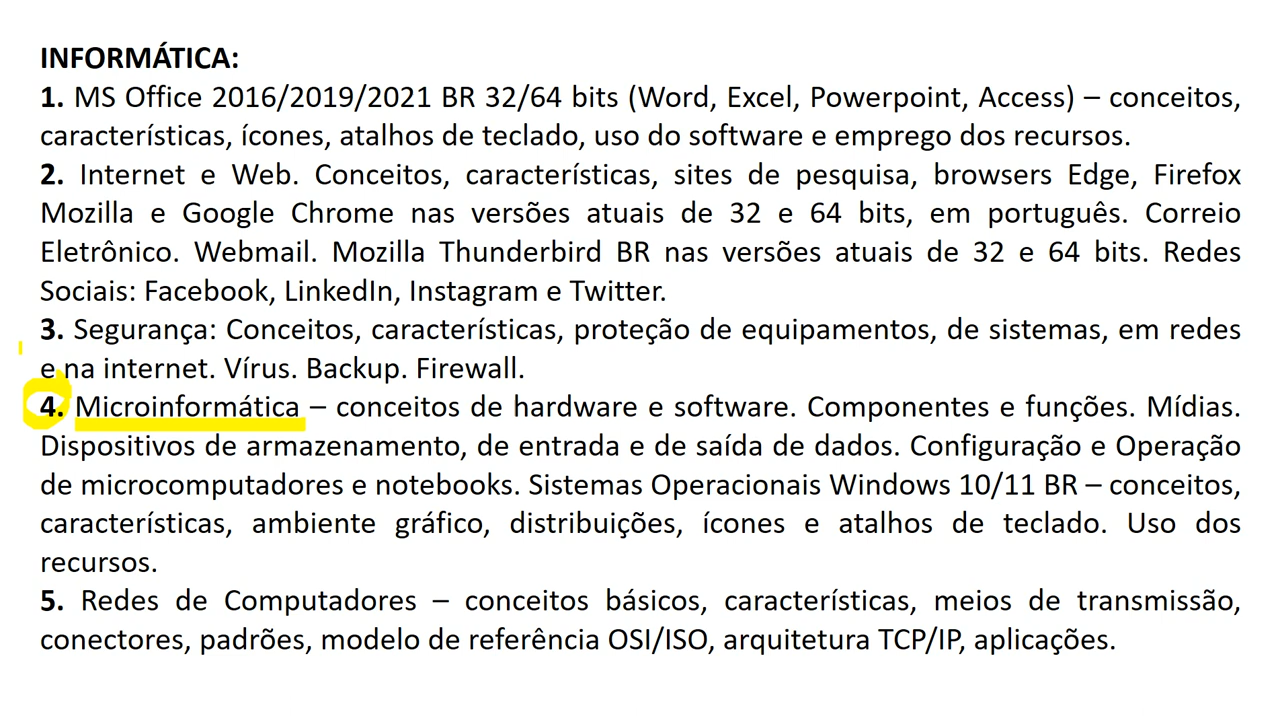 INFORMÁTICA:
1. MS Office 2016/2019/2021 BR 32/64 bits (Word, Excel, Powerpoint, Access) – conceitos,
características, ícones, atalhos de teclado, uso do software e emprego dos recursos.
2. Internet e Web. Conceitos, características, sites de pesquisa, browsers Edge, Firefox
Mozilla e Google Chrome nas versões atuais de 32 e 64 bits, em português. Correio
Eletrônico. Webmail. Mozilla Thunderbird BR nas versões atuais de 32 e 64 bits. Redes
Sociais: Facebook, LinkedIn, Instagram e Twitter.
3. Segurança: Conceitos, características, proteção de equipamentos, de sistemas, em redes
e na internet. Vírus. Backup. Firewall.
4. Microinformática – conceitos de hardware e software. Componentes e funções. Mídias.
Dispositivos de armazenamento, de entrada e de saída de dados. Configuração e Operação
de microcomputadores e notebooks. Sistemas Operacionais Windows 10/11 BR – conceitos,
características, ambiente gráfico, distribuições, ícones e atalhos de teclado. Uso dos
recursos.
5. Redes de Computadores – conceitos básicos, características, meios de transmissão,
conectores, padrões, modelo de referência OSI/ISO, arquitetura TCP/IP, aplicações.